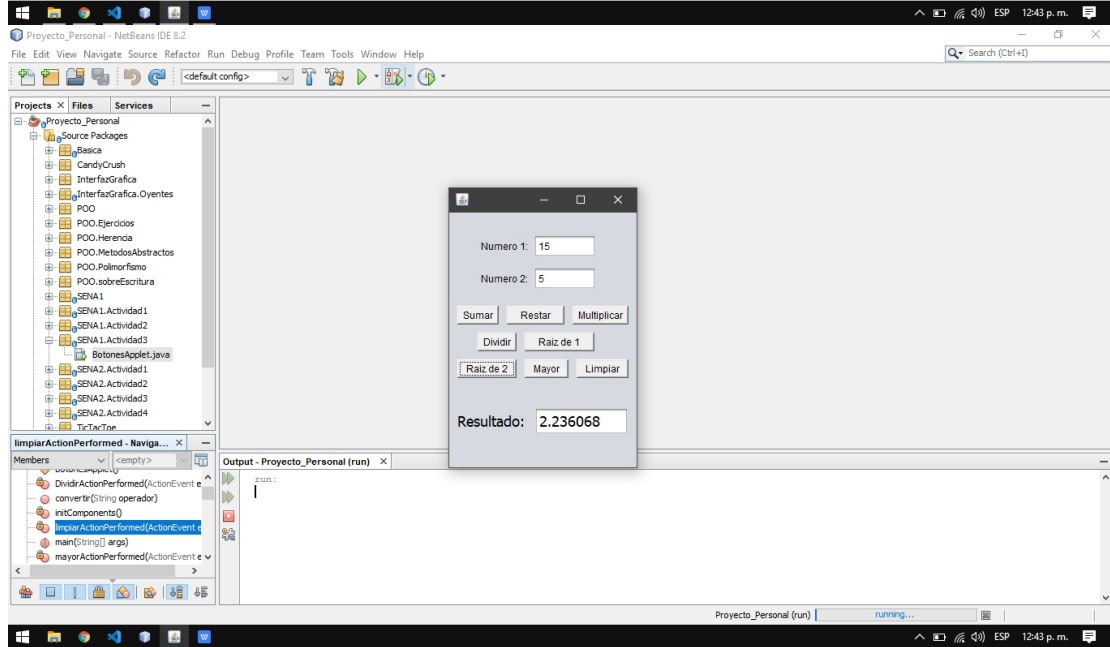 ESP 12:43 p. m.
Proyecto_Personal - NetBeans IDE 8.2
File Edit View Navigate Source Refactor Run Debug Profile Team Tools Window Help
Search (Ctrl+I)
<default config>
Projects Files Services
Proyecto_Personal
Source Packages
Basica
CandyCrush
InterfazGrafica
InterfazGrafica.Oyentes
POO
POO.Ejercicios
POO.Herencia
POO.MetodosAbstractos
POO.Polimorfismo
POO.sobreEscritura
SENA1
SENA1.Actividad1
SENA1.Actividad2
SENA1.Actividad3
BotonesApplet.java
SENA2.Actividad1
SENA2.Actividad2
SENA2.Actividad3
SENA2.Actividad4
TicTacToe
Numero 1: 15
Numero 2: 5
Sumar Restar Multiplicar
Dividir Raiz de 1
Raiz de 2 Mayor Limpiar
Resultado: 2.236068
limpiarActionPerformed - Naviga...
Members <empty>
BotonesApplet()
DividirActionPerformed(ActionEvent e
convertir(String operador)
initComponents()
limpiarActionPerformed(ActionEvent e
main(String[] args)
mayorActionPerformed(ActionEvent e
Output - Proyecto_Personal (run)
run:
Proyecto_Personal (run) running...
ESP 12:43 p. m.